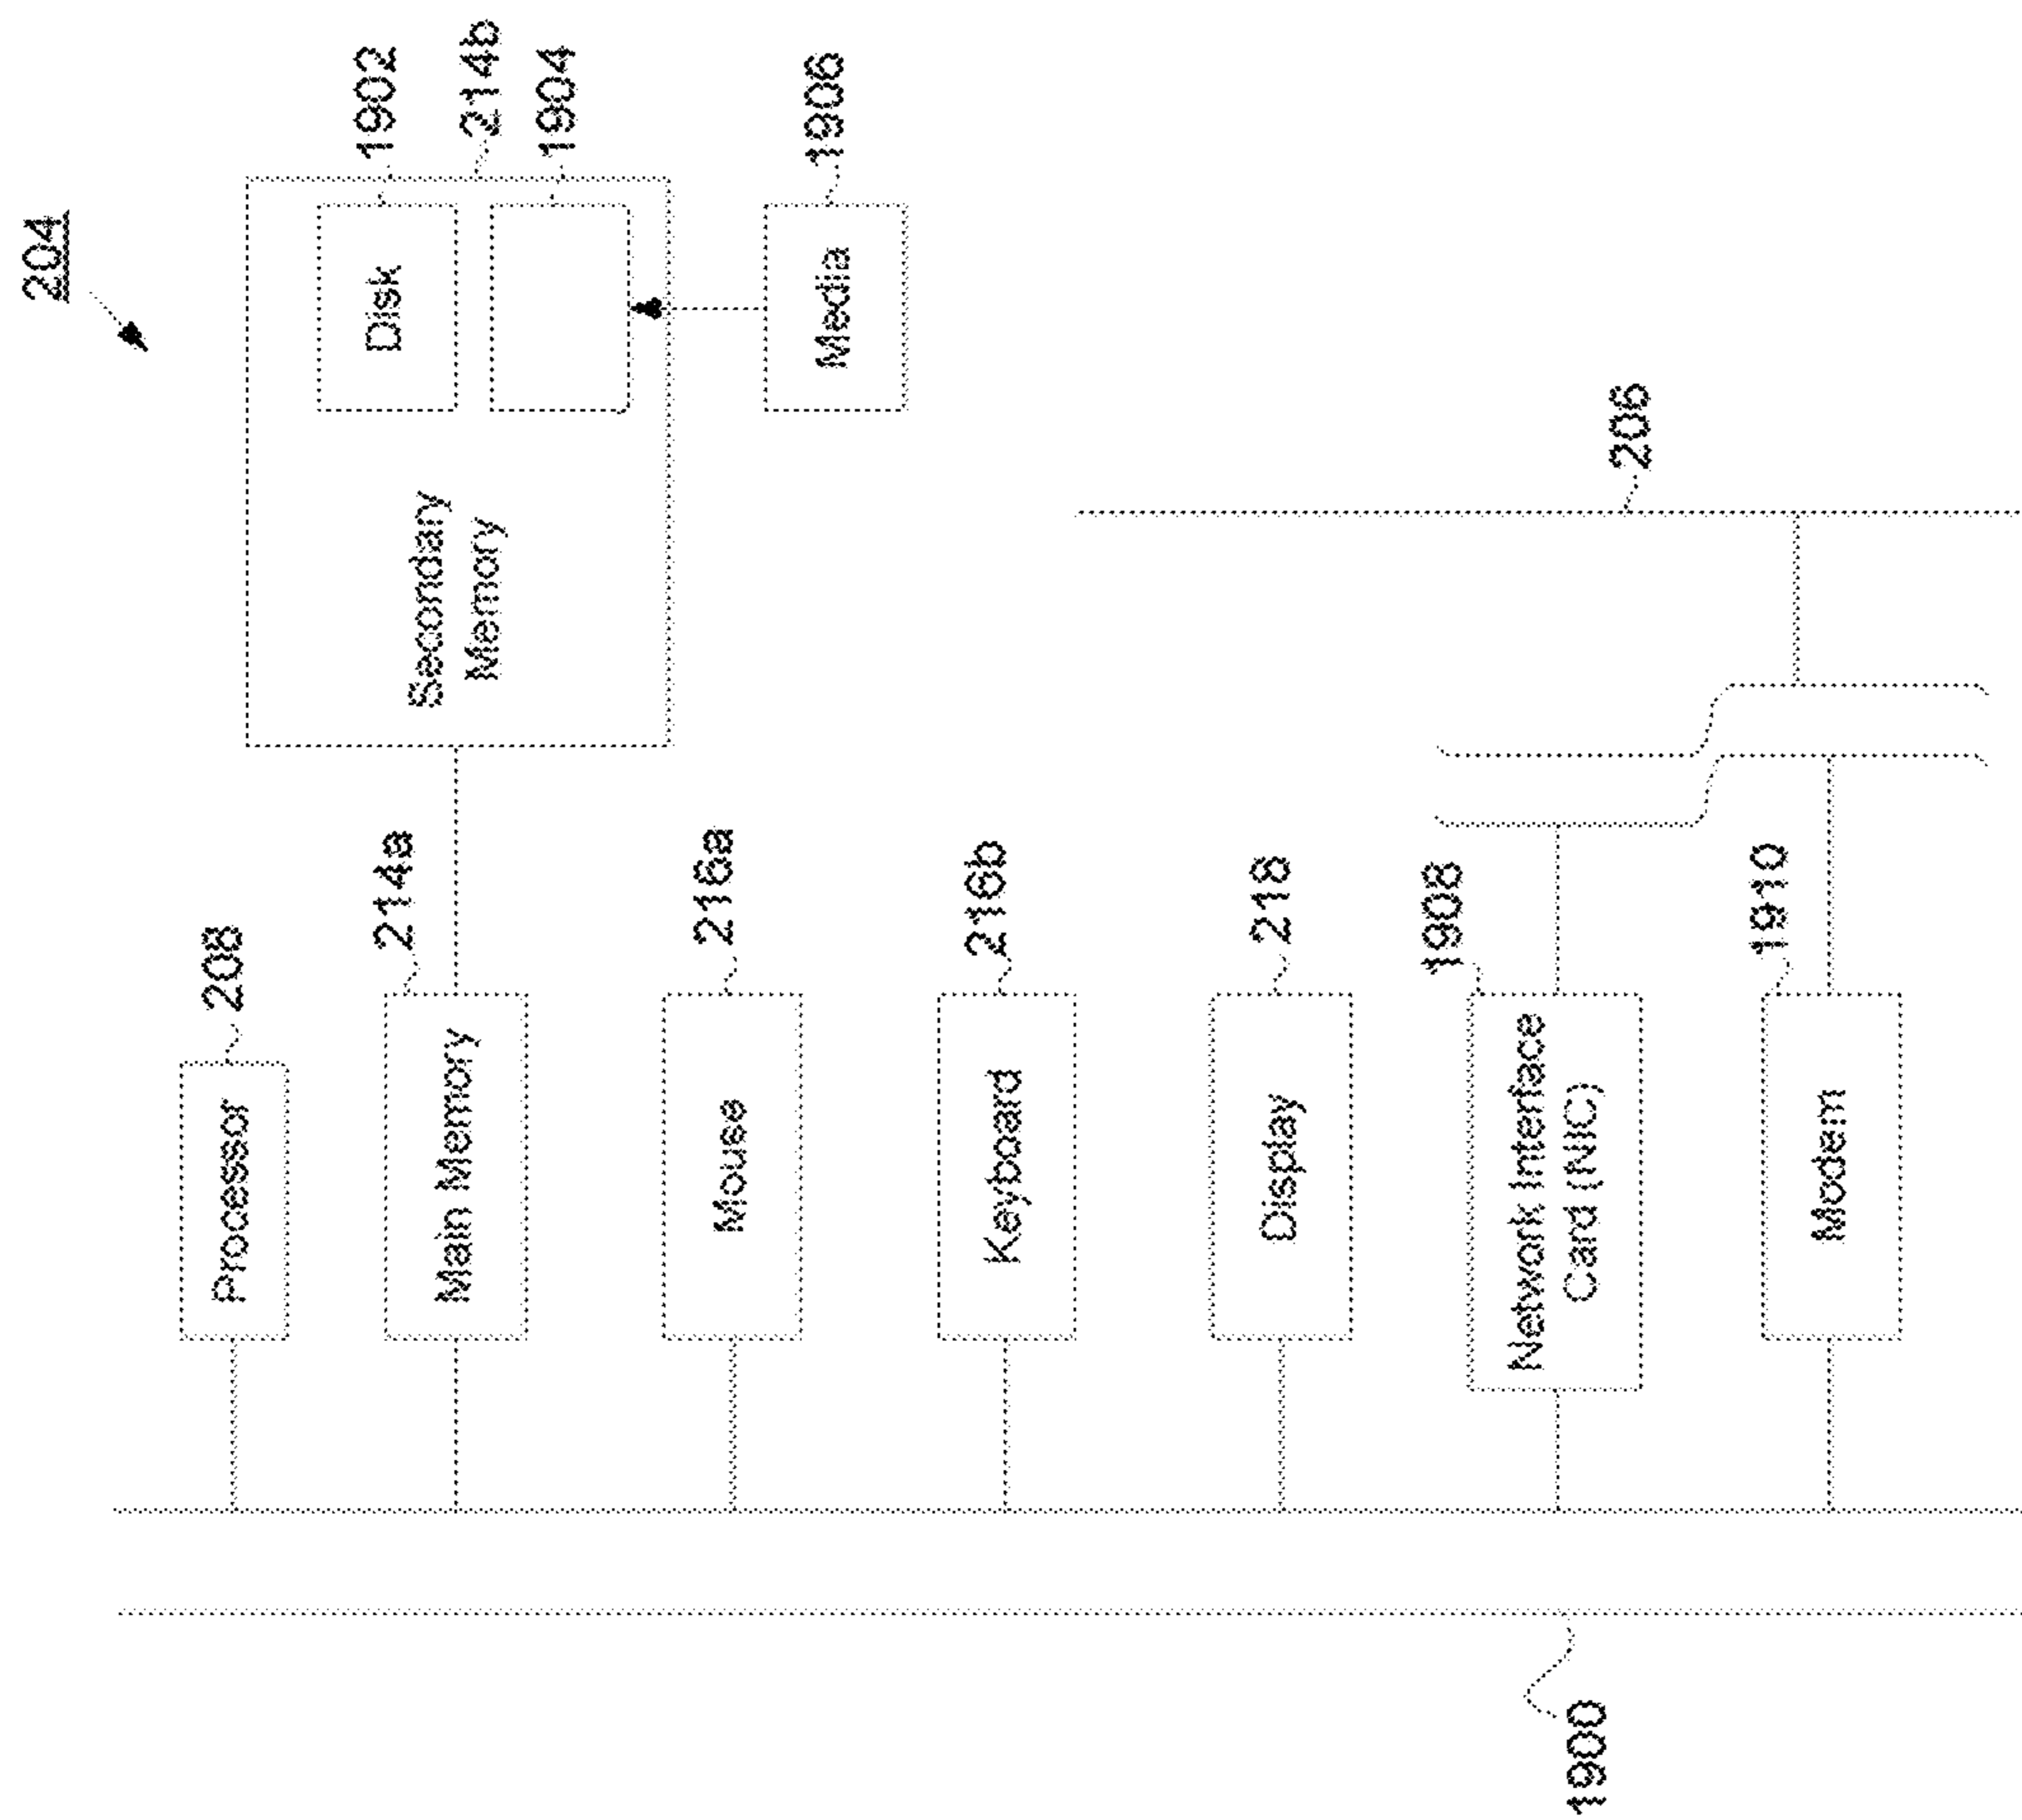 204
Processor
208
Main Memory
214a
Secondary
Memory
Disk
1902
214b
1904
Media
1906
Mouse
216a
Keyboard
216b
Display
218
Network Interface
Card (NIC)
1908
Modem
1910
206
1900